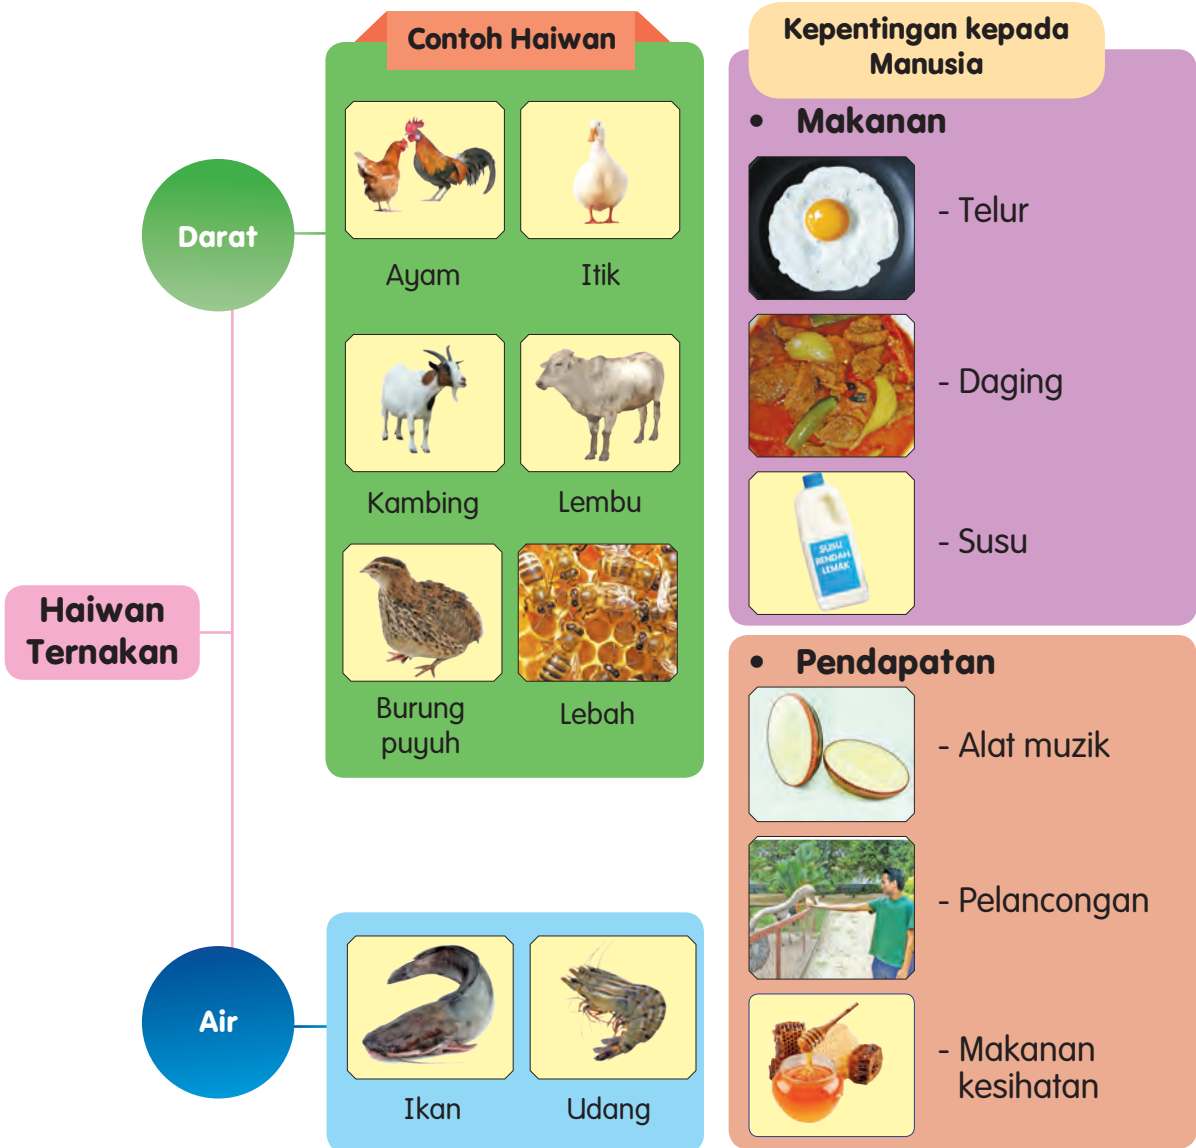 Contoh Haiwan
Kepentingan kepada
Manusia
Haiwan
Ternakan
Darat
Ayam
Itik
Kambing
Lembu
Burung
puyuh
Lebah
Air
Ikan
Udang
• Makanan
- Telur
- Daging
- Susu
SUSU
RENDAH
LEMAK
• Pendapatan
- Alat muzik
- Pelancongan
- Makanan
kesihatan